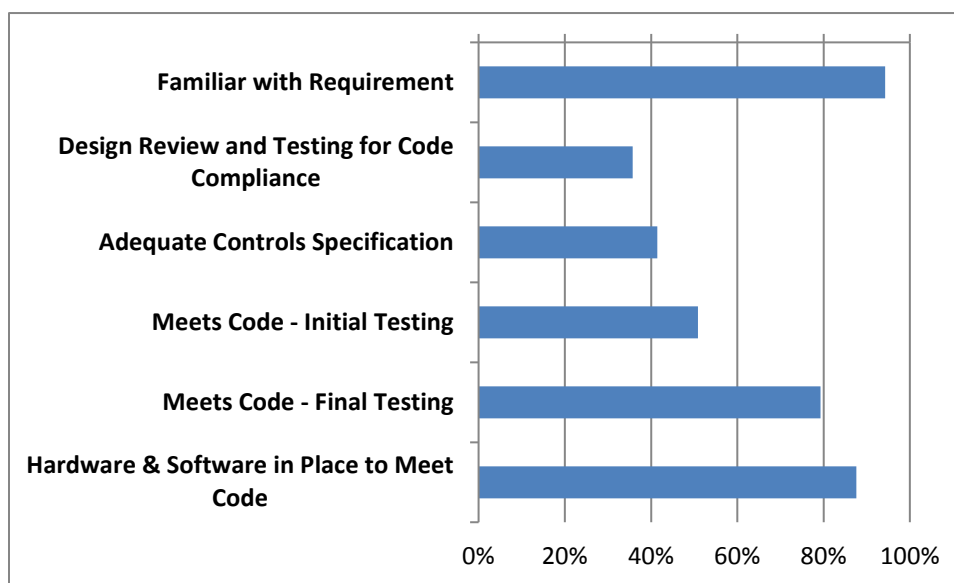 Familiar with Requirement
Design Review and Testing for Code
Compliance
Adequate Controls Specification
Meets Code - Initial Testing
Meets Code - Final Testing
Hardware & Software in Place to Meet
Code
0% 20% 40% 60% 80% 100%